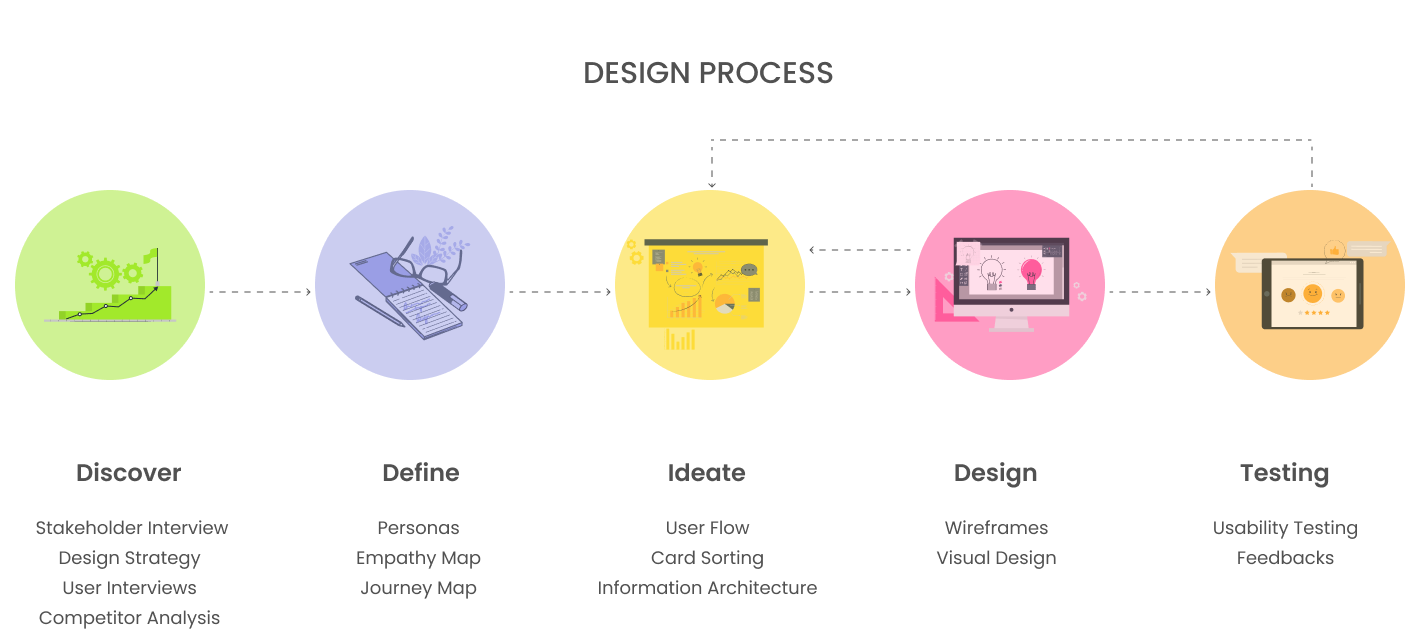 DESIGN PROCESS
Discover
Stakeholder Interview
Design Strategy
User Interviews
Competitor Analysis
Define
Personas
Empathy Map
Journey Map
Ideate
User Flow
Card Sorting
Information Architecture
Design
Wireframes
Visual Design
Testing
Usability Testing
Feedbacks